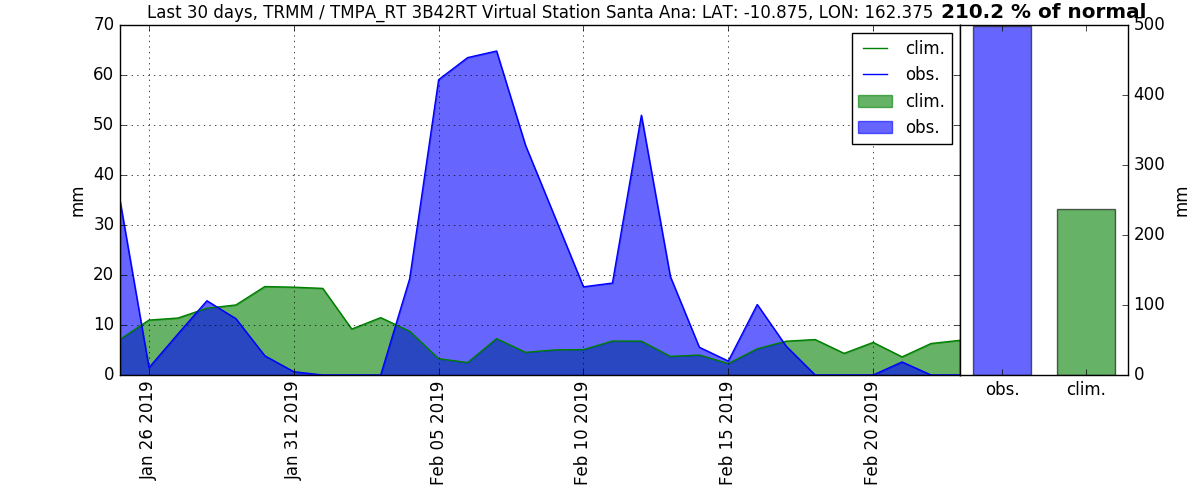 Last 30 days, TRMM / TMPA_RT 3B42RT Virtual Station Santa Ana: LAT: -10.875, LON: 162.375 210.2 % of normal
70
60
50
40
30
20
10
0
mm
clim.
obs.
clim.
obs.
Jan 26 2019
Jan 31 2019
Feb 05 2019
Feb 10 2019
Feb 15 2019
Feb 20 2019
500
400
300
200
100
0
mm
obs.
clim.